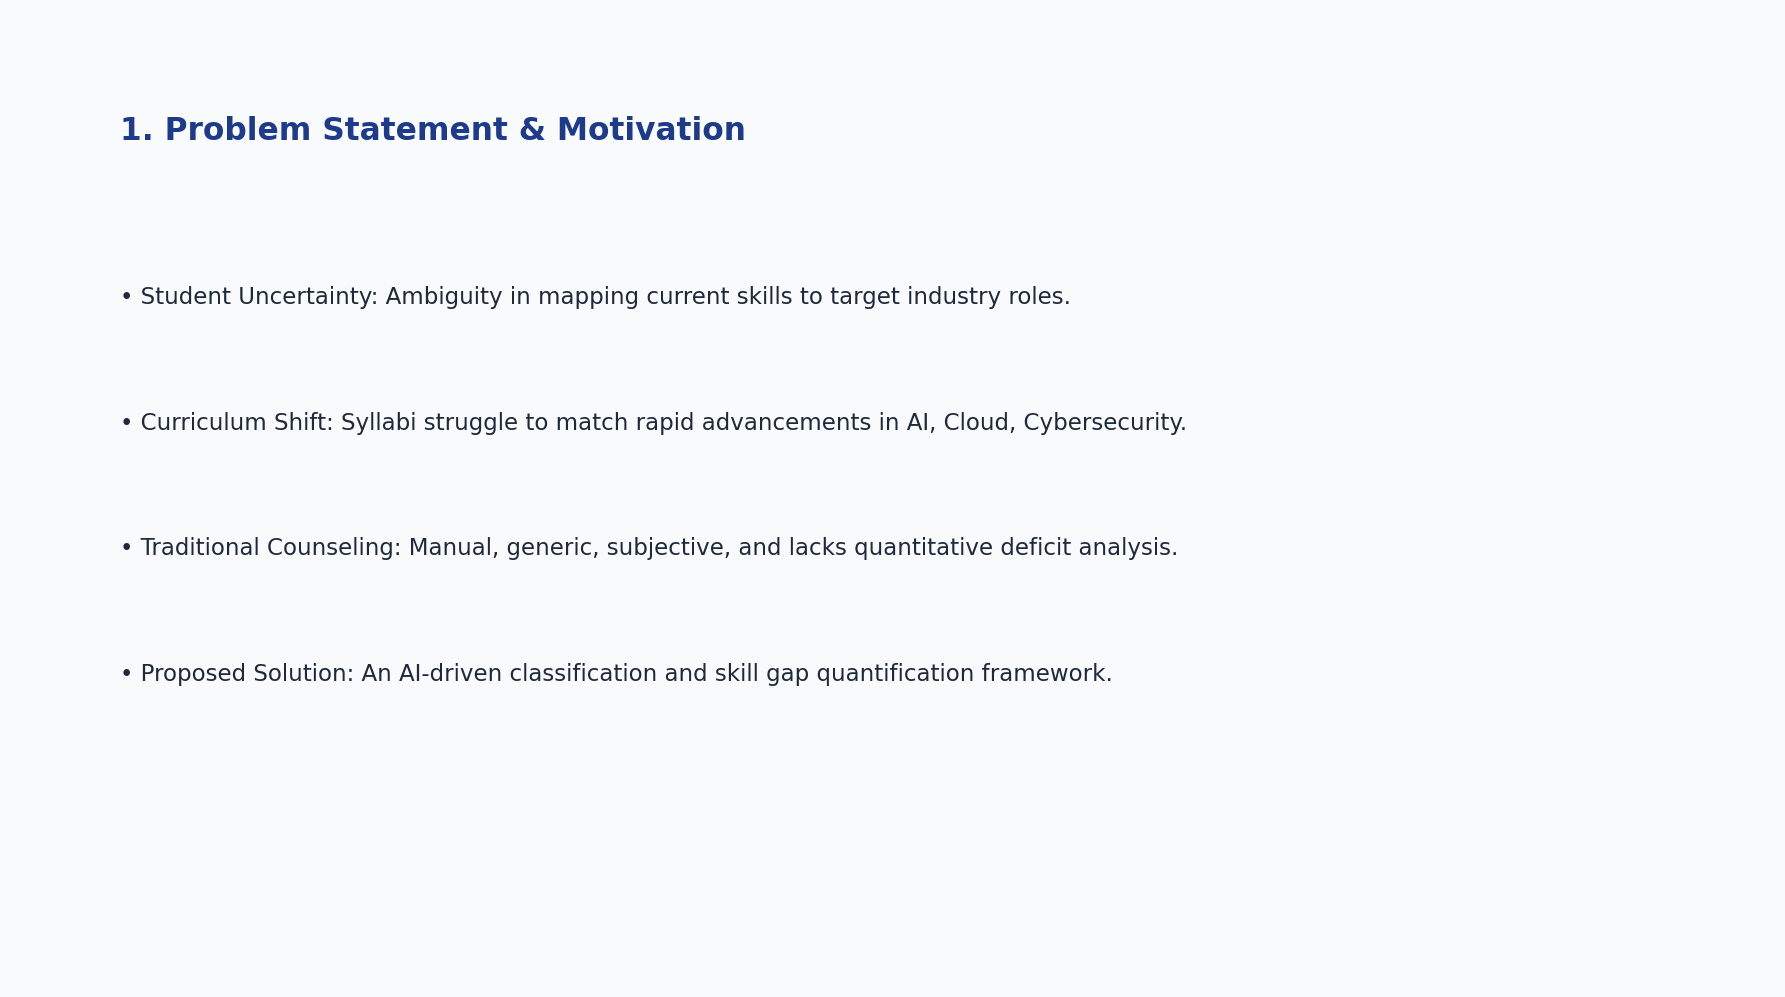 1. Problem Statement & Motivation
• Student Uncertainty: Ambiguity in mapping current skills to target industry roles.
• Curriculum Shift: Syllabi struggle to match rapid advancements in AI, Cloud, Cybersecurity.
• Traditional Counseling: Manual, generic, subjective, and lacks quantitative deficit analysis.
• Proposed Solution: An AI-driven classification and skill gap quantification framework.